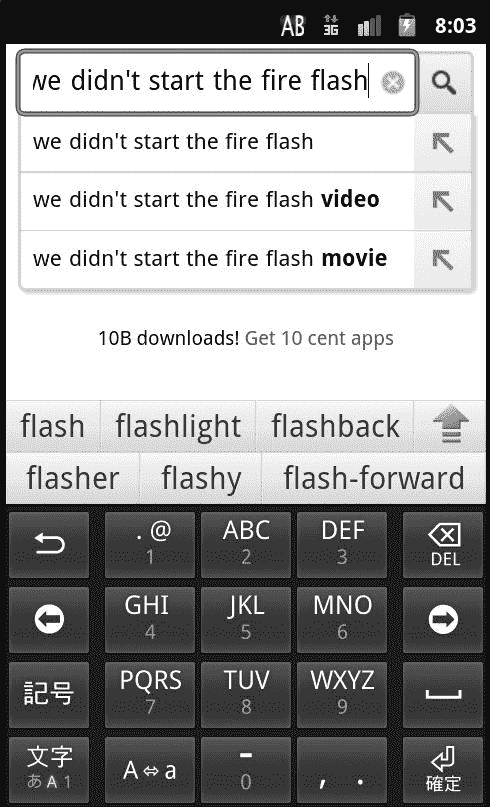 AB 3G 8:03
we didn't start the fire flash
we didn't start the fire flash
we didn't start the fire flash video
we didn't start the fire flash movie
10B downloads! Get 10 cent apps
flash flashlight flashback
flasher flashy flash-forward
. @ ABC DEF
1 2 3 DEL
GHI JKL MNO
4 5 6
記号 PQRS TUV WXYZ
7 8 9
文字 A⇔a - , .
あA1 0 確定